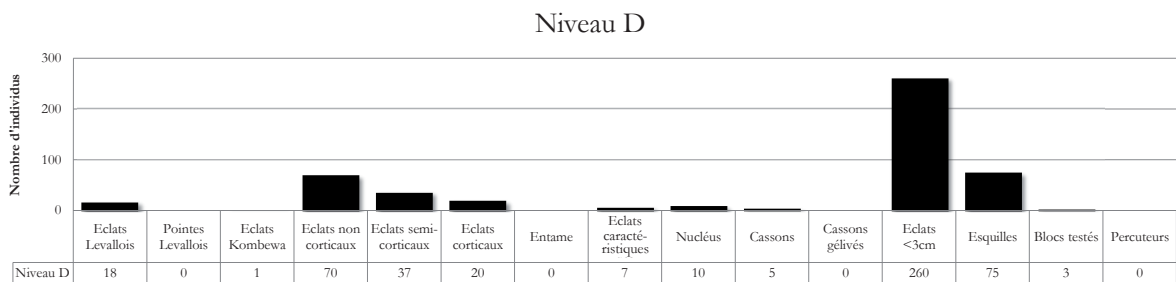 Niveau D
Nombre d'individus
300
200
100
0
Eclats Levallois
Pointes Levallois
Eclats Kombewa
Eclats non corticaux
Eclats semi-corticaux
Eclats corticaux
Entame
Eclats caracté-ristiques
Nucléus
Cassons
Cassons gélivés
Eclats <3cm
Esquilles
Blocs testés
Percuteurs
Niveau D 18 0 1 70 37 20 0 7 10 5 0 260 75 3 0